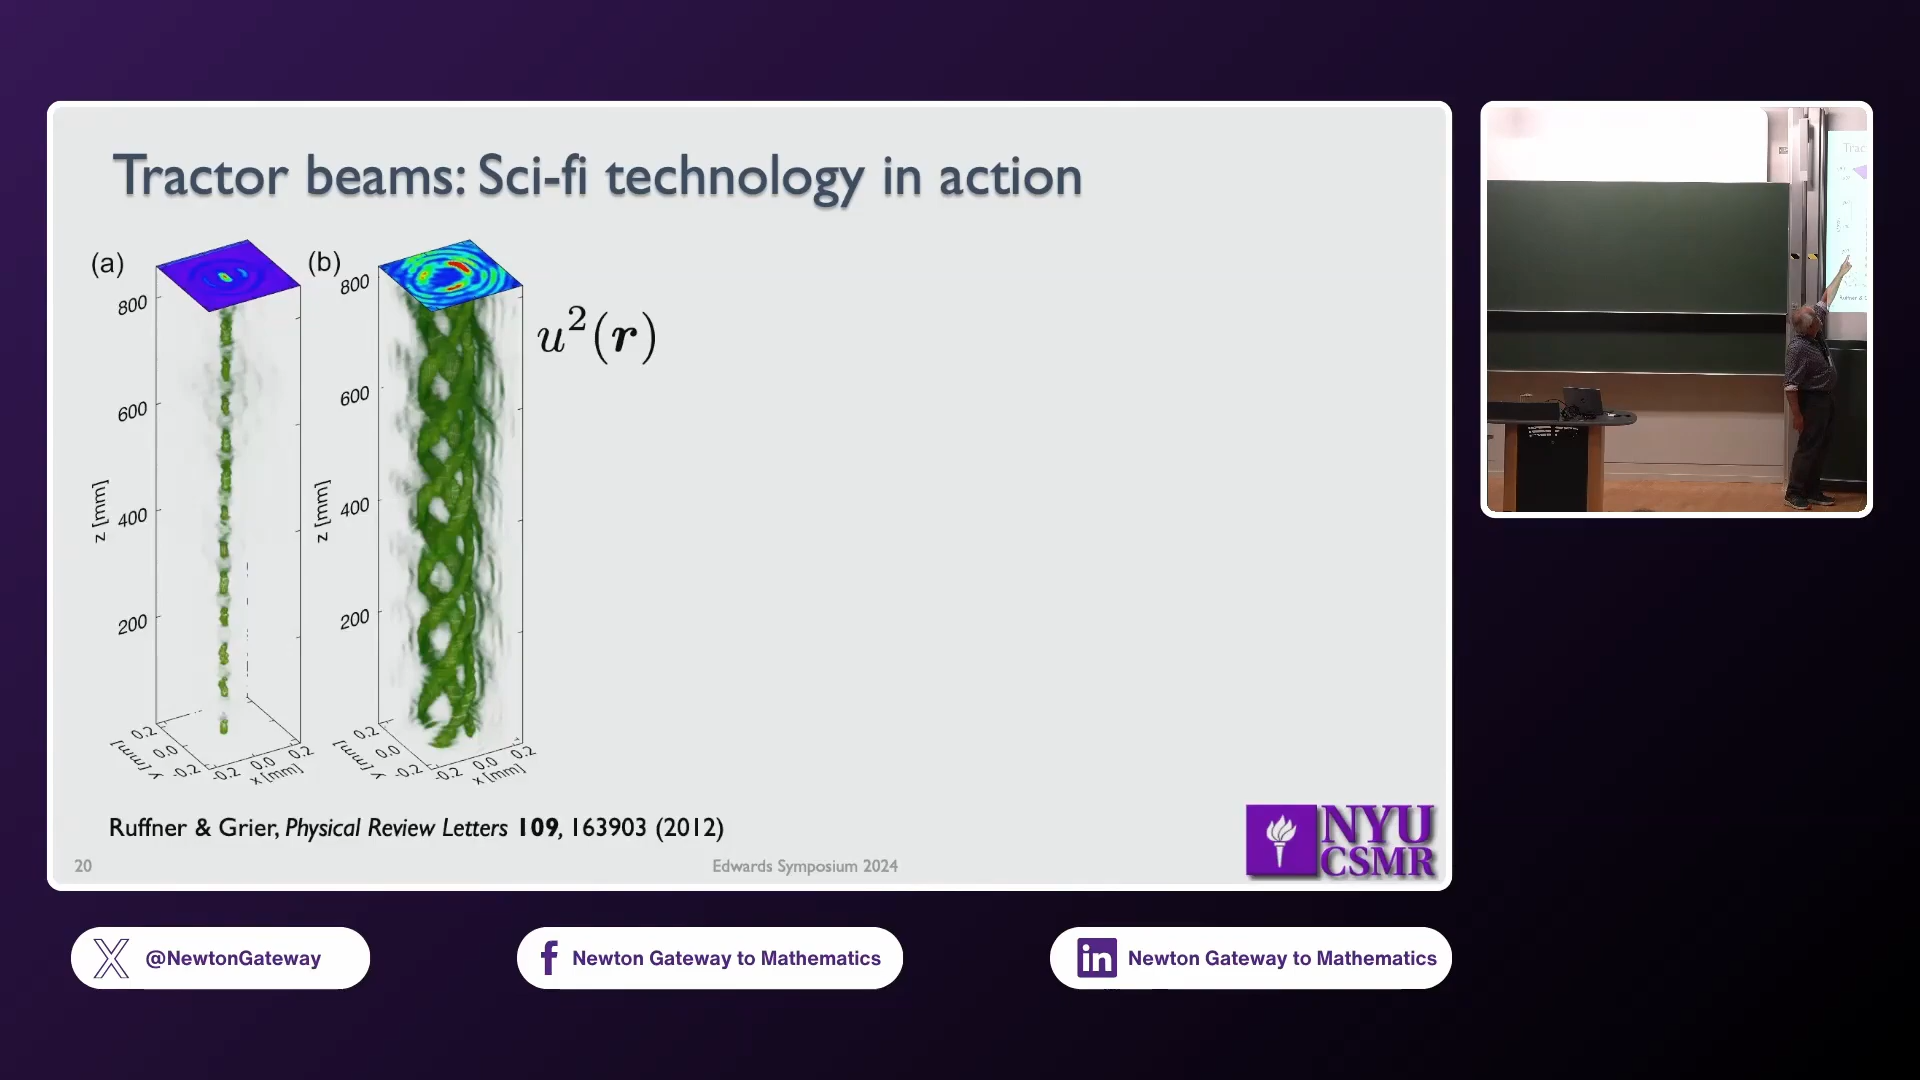 Tractor beams: Sci-fi technology in action
(a)
(b)
800
600
400
200
z [mm]
0.2
0.0
-0.2
y [mm]
-0.2
0.0
0.2
x [mm]
800
600
400
200
z [mm]
0.2
0.0
-0.2
y [mm]
-0.2
0.0
0.2
x [mm]
u²(r)
Ruffner & Grier, Physical Review Letters 109, 163903 (2012)
20
Edwards Symposium 2024
NYU
CSMR
Trac
@NewtonGateway
Newton Gateway to Mathematics
Newton Gateway to Mathematics